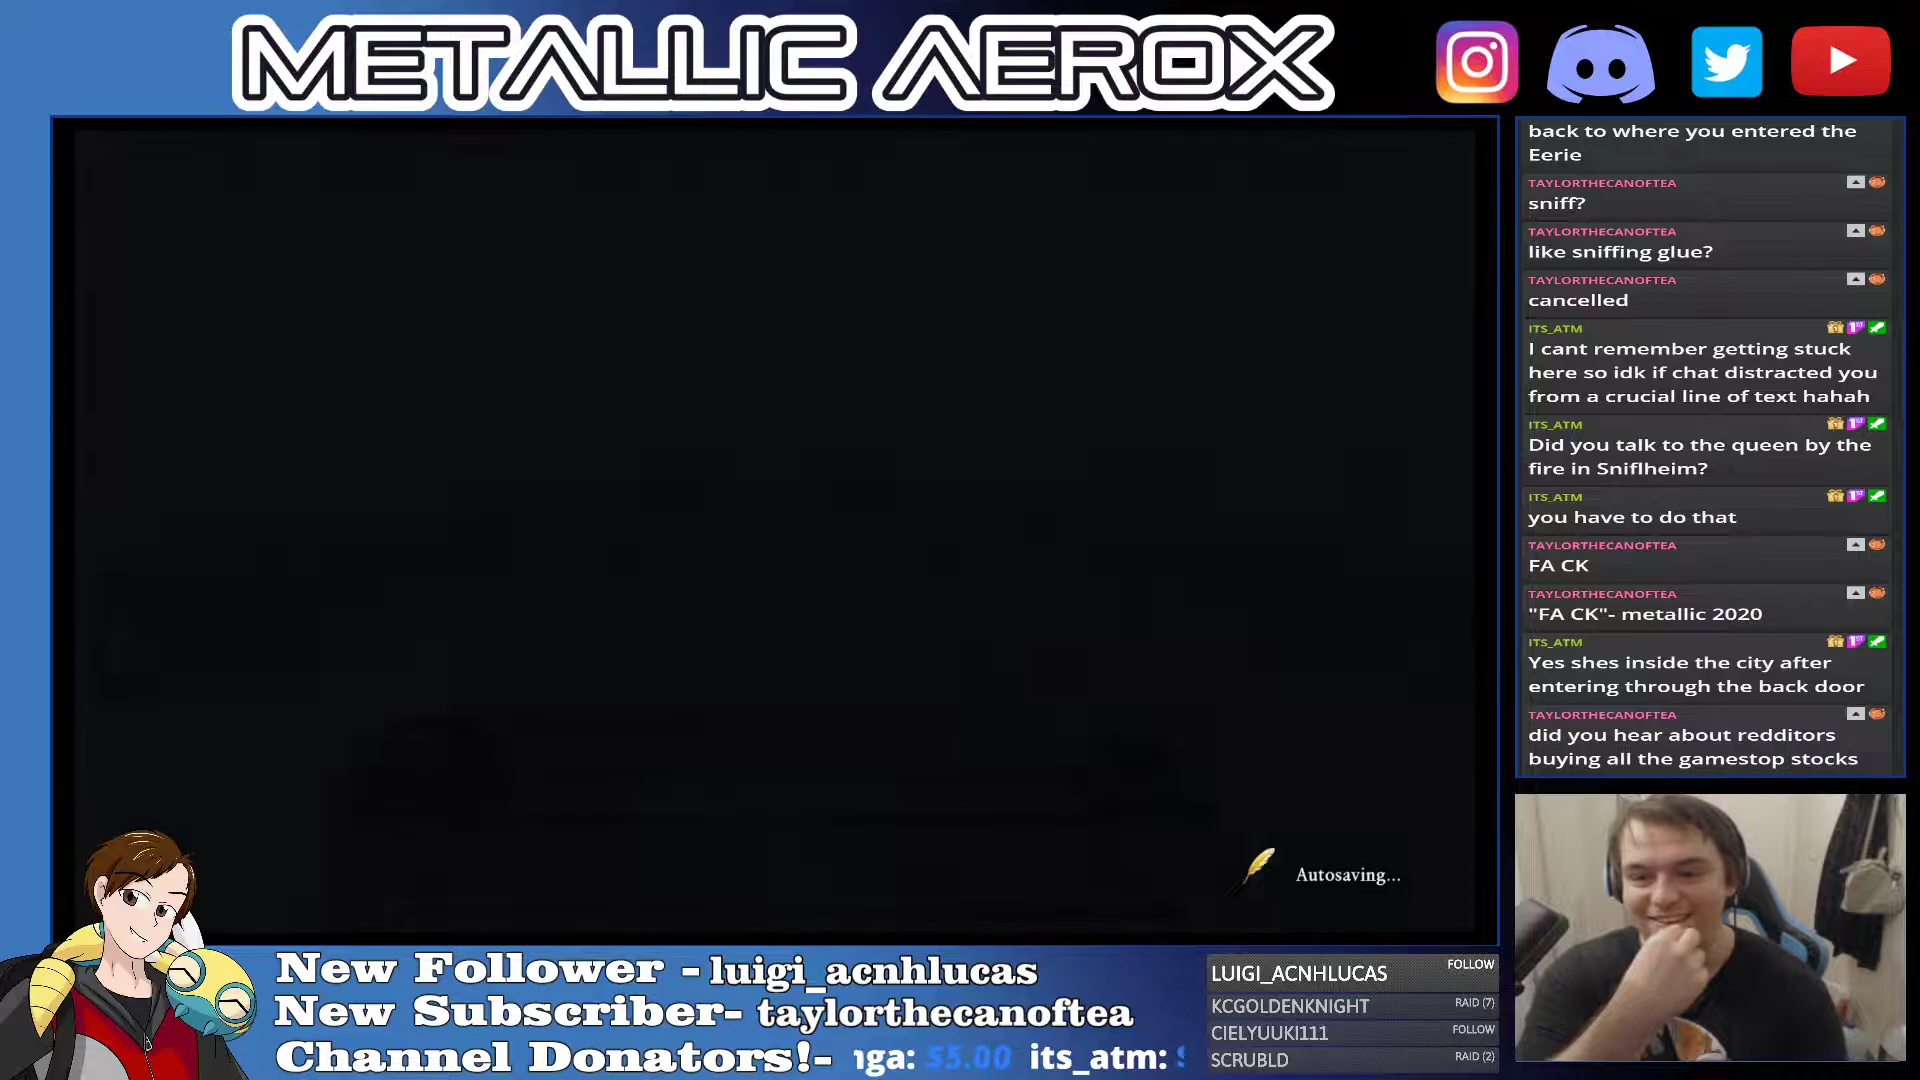 METALLIC AEROX
back to where you entered the
Eerie
TAYLORTHECANOFTEA
sniff?
TAYLORTHECANOFTEA
like sniffing glue?
TAYLORTHECANOFTEA
cancelled
ITS_ATM
I cant remember getting stuck
here so idk if chat distracted you
from a crucial line of text hahah
ITS_ATM
Did you talk to the queen by the
fire in Sniflheim?
ITS_ATM
you have to do that
TAYLORTHECANOFTEA
FA CK
TAYLORTHECANOFTEA
"FA CK"- metallic 2020
ITS_ATM
Yes shes inside the city after
entering through the back door
TAYLORTHECANOFTEA
did you hear about redditors
buying all the gamestop stocks
Autosaving...
New Follower - luigi_acnhlucas
New Subscriber- taylorthecanoftea
Channel Donators!- nga: $5.00 its_atm:
LUIGI_ACNHLUCAS FOLLOW
KCGOLDENKNIGHT RAID (7)
CIELYUUKI111 FOLLOW
SCRUBLD RAID (2)